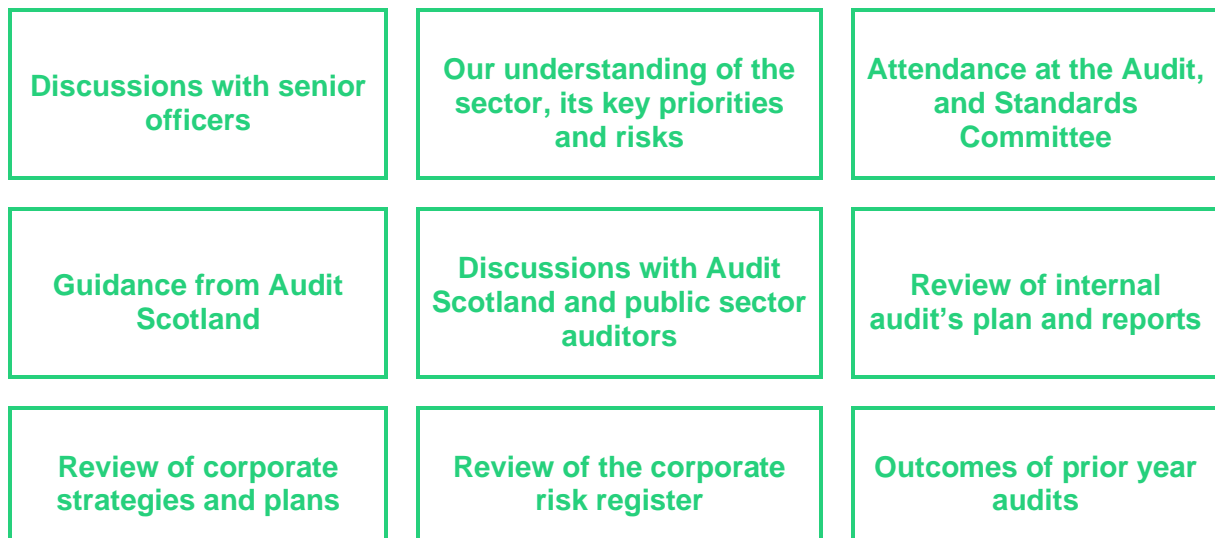 Discussions with senior
officers
Our understanding of the
sector, its key priorities
and risks
Attendance at the Audit,
and Standards
Committee
Guidance from Audit
Scotland
Discussions with Audit
Scotland and public sector
auditors
Review of internal
audit’s plan and reports
Review of corporate
strategies and plans
Review of the corporate
risk register
Outcomes of prior year
audits